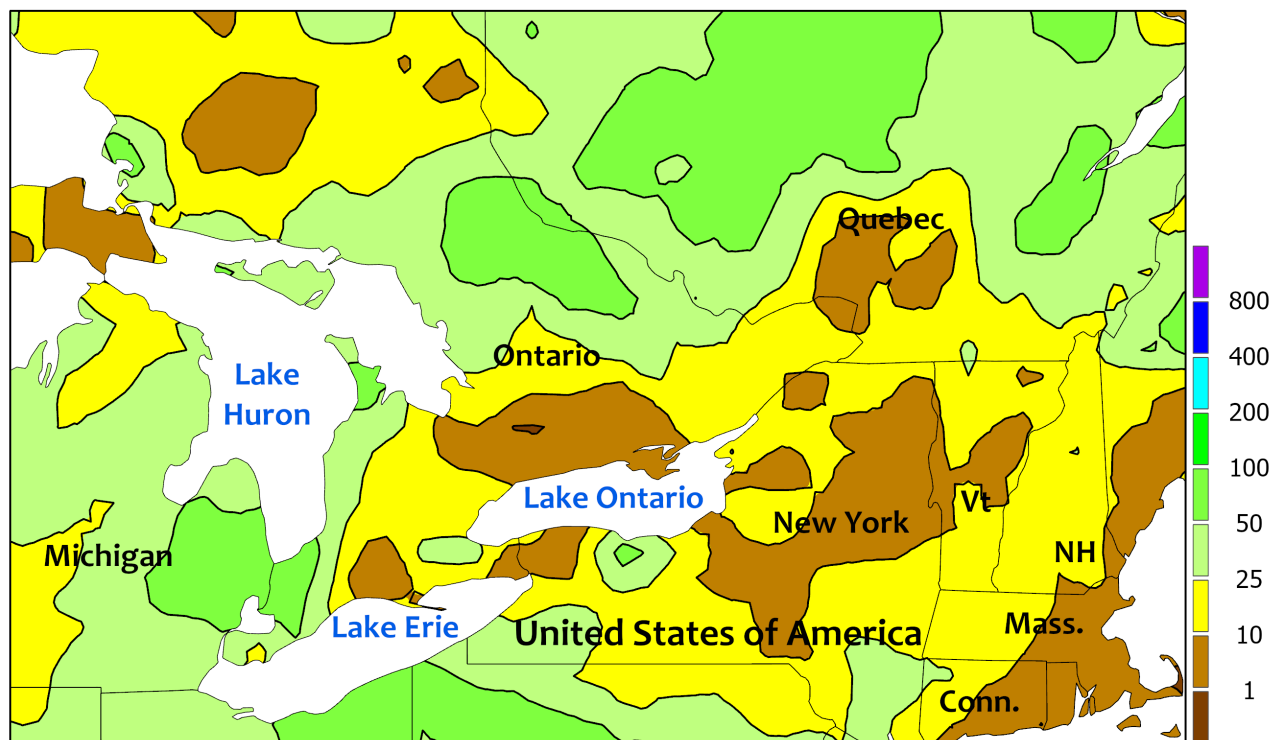 Quebec
Ontario
Lake
Huron
Lake Ontario
Vt
New York
Michigan
NH
Lake Erie
United States of America
Mass.
Conn.
800
400
200
100
50
25
10
1